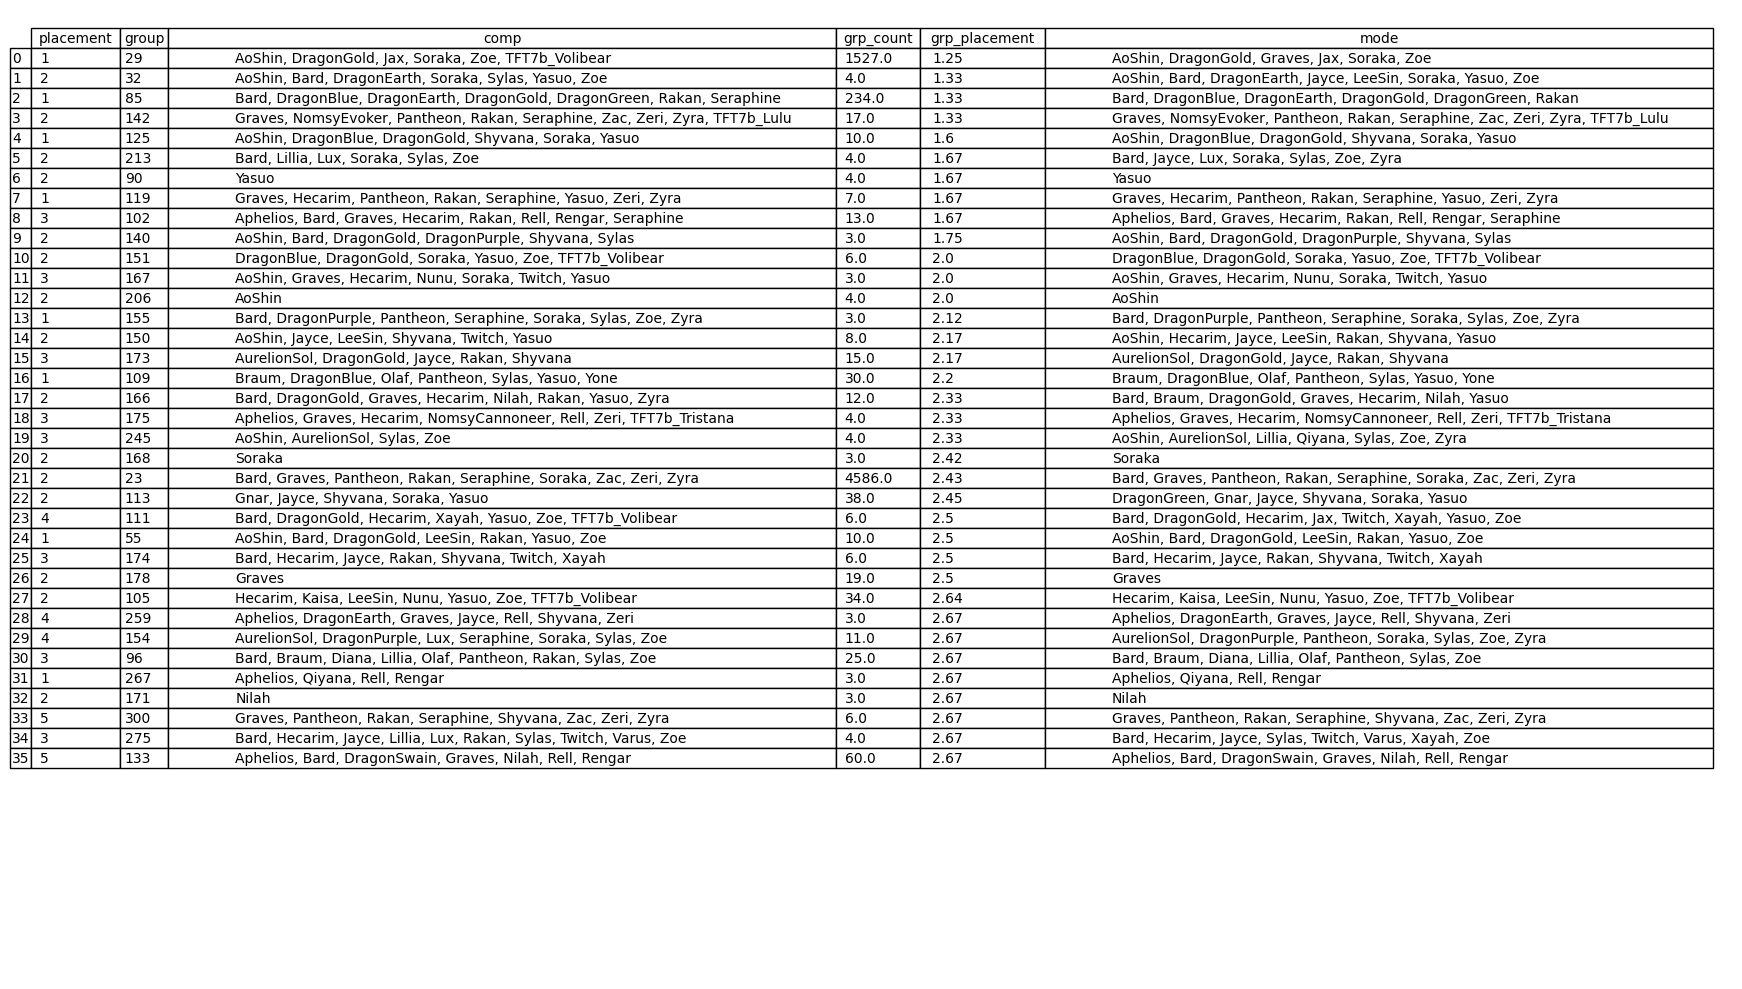 placement group comp grp_count grp_placement mode
0 1 29 AoShin, DragonGold, Jax, Soraka, Zoe, TFT7b_Volibear 1527.0 1.25 AoShin, DragonGold, Graves, Jax, Soraka, Zoe
1 2 32 AoShin, Bard, DragonEarth, Soraka, Sylas, Yasuo, Zoe 4.0 1.33 AoShin, Bard, DragonEarth, Jayce, LeeSin, Soraka, Yasuo, Zoe
2 1 85 Bard, DragonBlue, DragonEarth, DragonGold, DragonGreen, Rakan, Seraphine 234.0 1.33 Bard, DragonBlue, DragonEarth, DragonGold, DragonGreen, Rakan
3 2 142 Graves, NomsyEvoker, Pantheon, Rakan, Seraphine, Zac, Zeri, Zyra, TFT7b_Lulu 17.0 1.33 Graves, NomsyEvoker, Pantheon, Rakan, Seraphine, Zac, Zeri, Zyra, TFT7b_Lulu
4 1 125 AoShin, DragonBlue, DragonGold, Shyvana, Soraka, Yasuo 10.0 1.6 AoShin, DragonBlue, DragonGold, Shyvana, Soraka, Yasuo
5 2 213 Bard, Lillia, Lux, Soraka, Sylas, Zoe 4.0 1.67 Bard, Jayce, Lux, Soraka, Sylas, Zoe, Zyra
6 2 90 Yasuo 4.0 1.67 Yasuo
7 1 119 Graves, Hecarim, Pantheon, Rakan, Seraphine, Yasuo, Zeri, Zyra 7.0 1.67 Graves, Hecarim, Pantheon, Rakan, Seraphine, Yasuo, Zeri, Zyra
8 3 102 Aphelios, Bard, Graves, Hecarim, Rakan, Rell, Rengar, Seraphine 13.0 1.67 Aphelios, Bard, Graves, Hecarim, Rakan, Rell, Rengar, Seraphine
9 2 140 AoShin, Bard, DragonGold, DragonPurple, Shyvana, Sylas 3.0 1.75 AoShin, Bard, DragonGold, DragonPurple, Shyvana, Sylas
10 2 151 DragonBlue, DragonGold, Soraka, Yasuo, Zoe, TFT7b_Volibear 6.0 2.0 DragonBlue, DragonGold, Soraka, Yasuo, Zoe, TFT7b_Volibear
11 3 167 AoShin, Graves, Hecarim, Nunu, Soraka, Twitch, Yasuo 3.0 2.0 AoShin, Graves, Hecarim, Nunu, Soraka, Twitch, Yasuo
12 2 206 AoShin 4.0 2.0 AoShin
13 1 155 Bard, DragonPurple, Pantheon, Seraphine, Soraka, Sylas, Zoe, Zyra 3.0 2.12 Bard, DragonPurple, Pantheon, Seraphine, Soraka, Sylas, Zoe, Zyra
14 2 150 AoShin, Jayce, LeeSin, Shyvana, Twitch, Yasuo 8.0 2.17 AoShin, Hecarim, Jayce, LeeSin, Rakan, Shyvana, Yasuo
15 3 173 AurelionSol, DragonGold, Jayce, Rakan, Shyvana 15.0 2.17 AurelionSol, DragonGold, Jayce, Rakan, Shyvana
16 1 109 Braum, DragonBlue, Olaf, Pantheon, Sylas, Yasuo, Yone 30.0 2.2 Braum, DragonBlue, Olaf, Pantheon, Sylas, Yasuo, Yone
17 2 166 Bard, DragonGold, Graves, Hecarim, Nilah, Rakan, Yasuo, Zyra 12.0 2.33 Bard, Braum, DragonGold, Graves, Hecarim, Nilah, Yasuo
18 3 175 Aphelios, Graves, Hecarim, NomsyCannoneer, Rell, Zeri, TFT7b_Tristana 4.0 2.33 Aphelios, Graves, Hecarim, NomsyCannoneer, Rell, Zeri, TFT7b_Tristana
19 3 245 AoShin, AurelionSol, Sylas, Zoe 4.0 2.33 AoShin, AurelionSol, Lillia, Qiyana, Sylas, Zoe, Zyra
20 2 168 Soraka 3.0 2.42 Soraka
21 2 23 Bard, Graves, Pantheon, Rakan, Seraphine, Soraka, Zac, Zeri, Zyra 4586.0 2.43 Bard, Graves, Pantheon, Rakan, Seraphine, Soraka, Zac, Zeri, Zyra
22 2 113 Gnar, Jayce, Shyvana, Soraka, Yasuo 38.0 2.45 DragonGreen, Gnar, Jayce, Shyvana, Soraka, Yasuo
23 4 111 Bard, DragonGold, Hecarim, Xayah, Yasuo, Zoe, TFT7b_Volibear 6.0 2.5 Bard, DragonGold, Hecarim, Jax, Twitch, Xayah, Yasuo, Zoe
24 1 55 AoShin, Bard, DragonGold, LeeSin, Rakan, Yasuo, Zoe 10.0 2.5 AoShin, Bard, DragonGold, LeeSin, Rakan, Yasuo, Zoe
25 3 174 Bard, Hecarim, Jayce, Rakan, Shyvana, Twitch, Xayah 6.0 2.5 Bard, Hecarim, Jayce, Rakan, Shyvana, Twitch, Xayah
26 2 178 Graves 19.0 2.5 Graves
27 2 105 Hecarim, Kaisa, LeeSin, Nunu, Yasuo, Zoe, TFT7b_Volibear 34.0 2.64 Hecarim, Kaisa, LeeSin, Nunu, Yasuo, Zoe, TFT7b_Volibear
28 4 259 Aphelios, DragonEarth, Graves, Jayce, Rell, Shyvana, Zeri 3.0 2.67 Aphelios, DragonEarth, Graves, Jayce, Rell, Shyvana, Zeri
29 4 154 AurelionSol, DragonPurple, Lux, Seraphine, Soraka, Sylas, Zoe 11.0 2.67 AurelionSol, DragonPurple, Pantheon, Soraka, Sylas, Zoe, Zyra
30 3 96 Bard, Braum, Diana, Lillia, Olaf, Pantheon, Rakan, Sylas, Zoe 25.0 2.67 Bard, Braum, Diana, Lillia, Olaf, Pantheon, Sylas, Zoe
31 1 267 Aphelios, Qiyana, Rell, Rengar 3.0 2.67 Aphelios, Qiyana, Rell, Rengar
32 2 171 Nilah 3.0 2.67 Nilah
33 5 300 Graves, Pantheon, Rakan, Seraphine, Shyvana, Zac, Zeri, Zyra 6.0 2.67 Graves, Pantheon, Rakan, Seraphine, Shyvana, Zac, Zeri, Zyra
34 3 275 Bard, Hecarim, Jayce, Lillia, Lux, Rakan, Sylas, Twitch, Varus, Zoe 4.0 2.67 Bard, Hecarim, Jayce, Sylas, Twitch, Varus, Xayah, Zoe
35 5 133 Aphelios, Bard, DragonSwain, Graves, Nilah, Rell, Rengar 60.0 2.67 Aphelios, Bard, DragonSwain, Graves, Nilah, Rell, Rengar